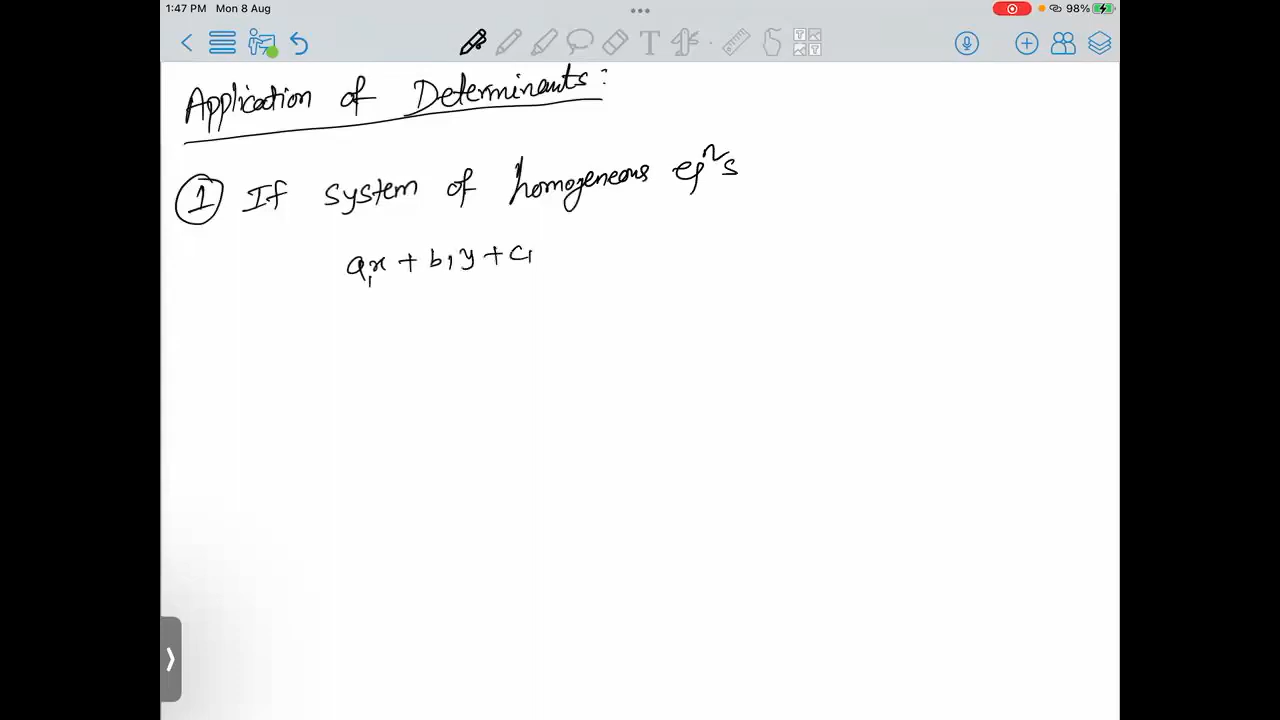 1:47 PM Mon 8 Aug
98%
Application of Determinants:
① If system of homogeneous eqⁿs
a₁x + b₁y + c₁